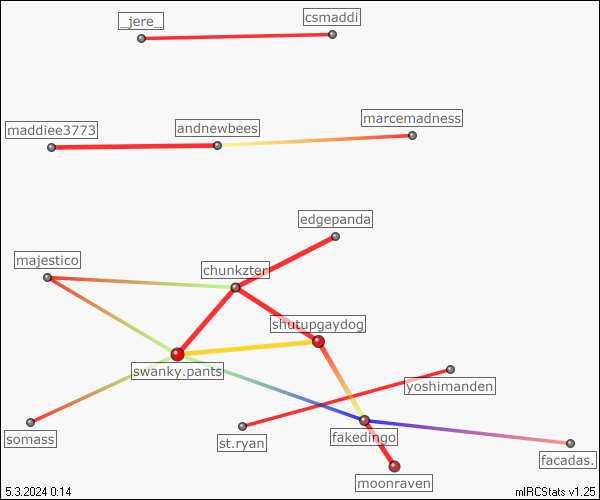 _jere_
csmaddi
maddiee3773
andnewbees
marcemadness
edgepanda
majestico
chunkzter
shutupgaydog
swanky.pants
yoshimanden
somass
st.ryan
fakedingo
facadas.
moonraven
5.3.2024 0:14
mIRCStats v1.25